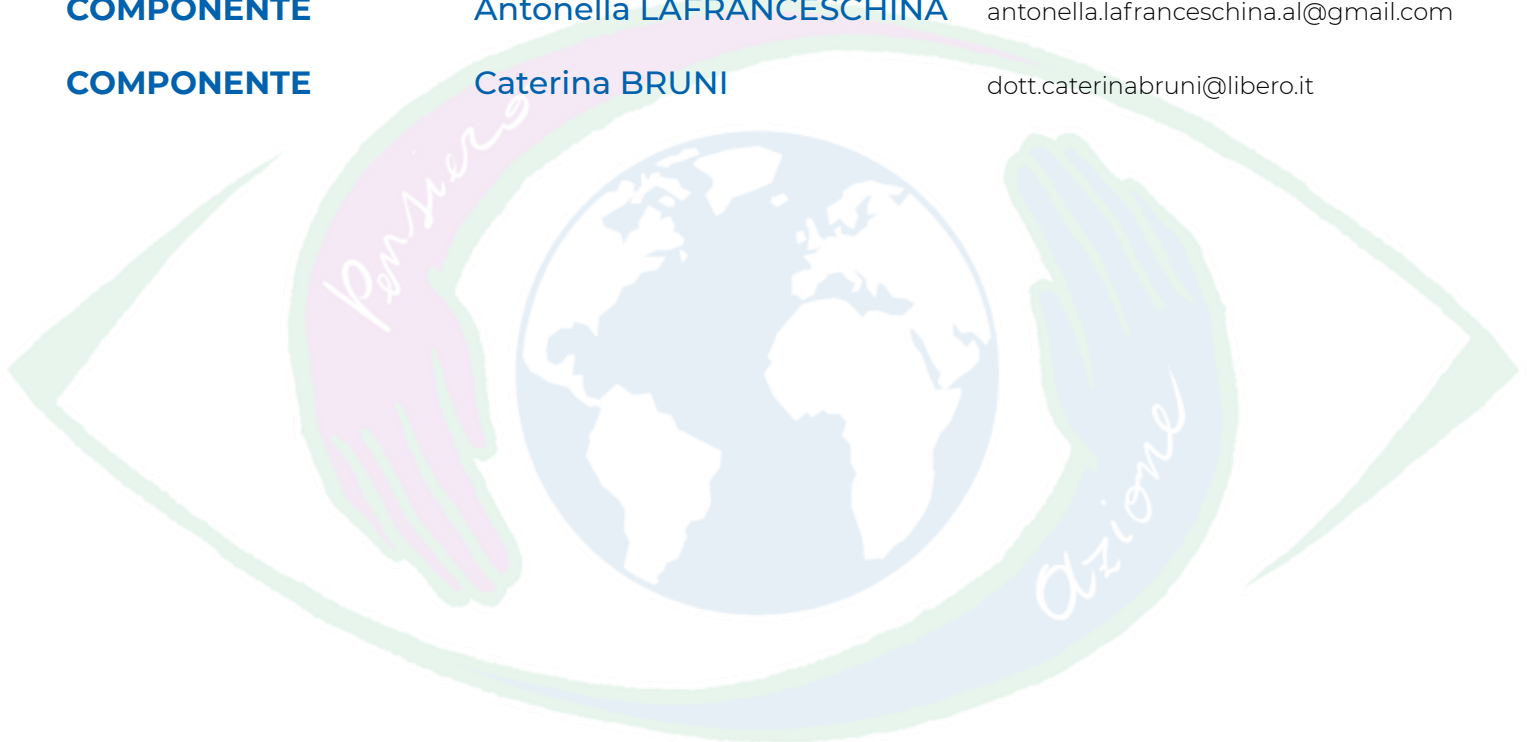 COMPONENTE Antonella LAFRANCESCHINA antonella.lafranceschina.al@gmail.com
COMPONENTE Caterina BRUNI dott.caterinabruni@libero.it
Pensiero
azione